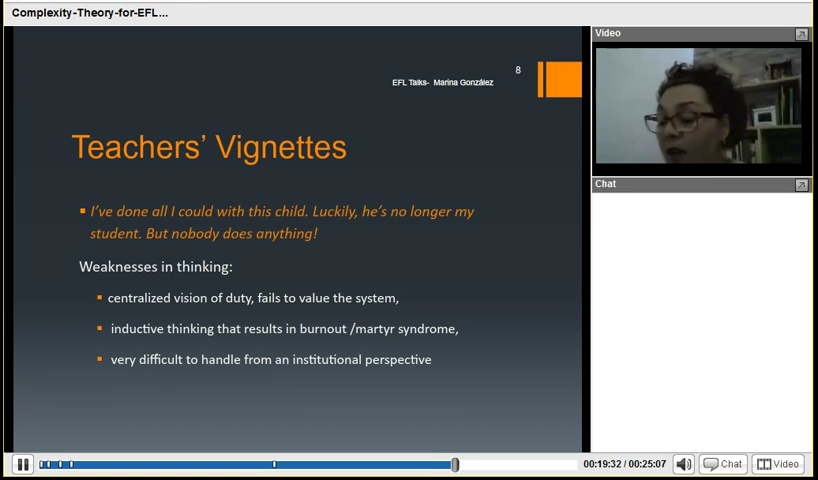 Complexity-Theory-for-EFL...
8
EFL Talks- Marina González
Teachers’ Vignettes
I’ve done all I could with this child. Luckily, he’s no longer my
student. But nobody does anything!
Weaknesses in thinking:
centralized vision of duty, fails to value the system,
inductive thinking that results in burnout /martyr syndrome,
very difficult to handle from an institutional perspective
Video
Chat
00:19:32 / 00:25:07
Chat
Video